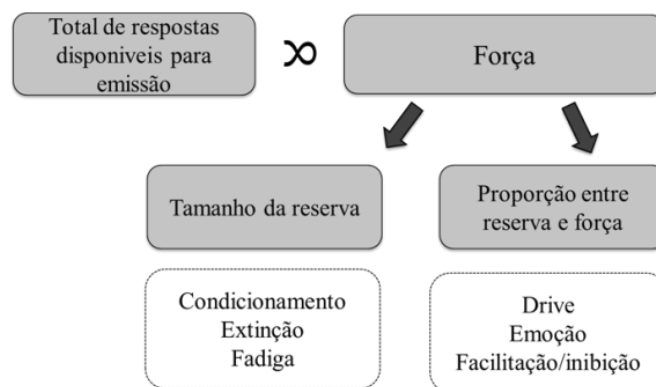 Total de respostas
disponiveis para
emissão
∞
Força
Tamanho da reserva
Proporção entre
reserva e força
Condicionamento
Extinção
Fadiga
Drive
Emoção
Facilitação/inibição